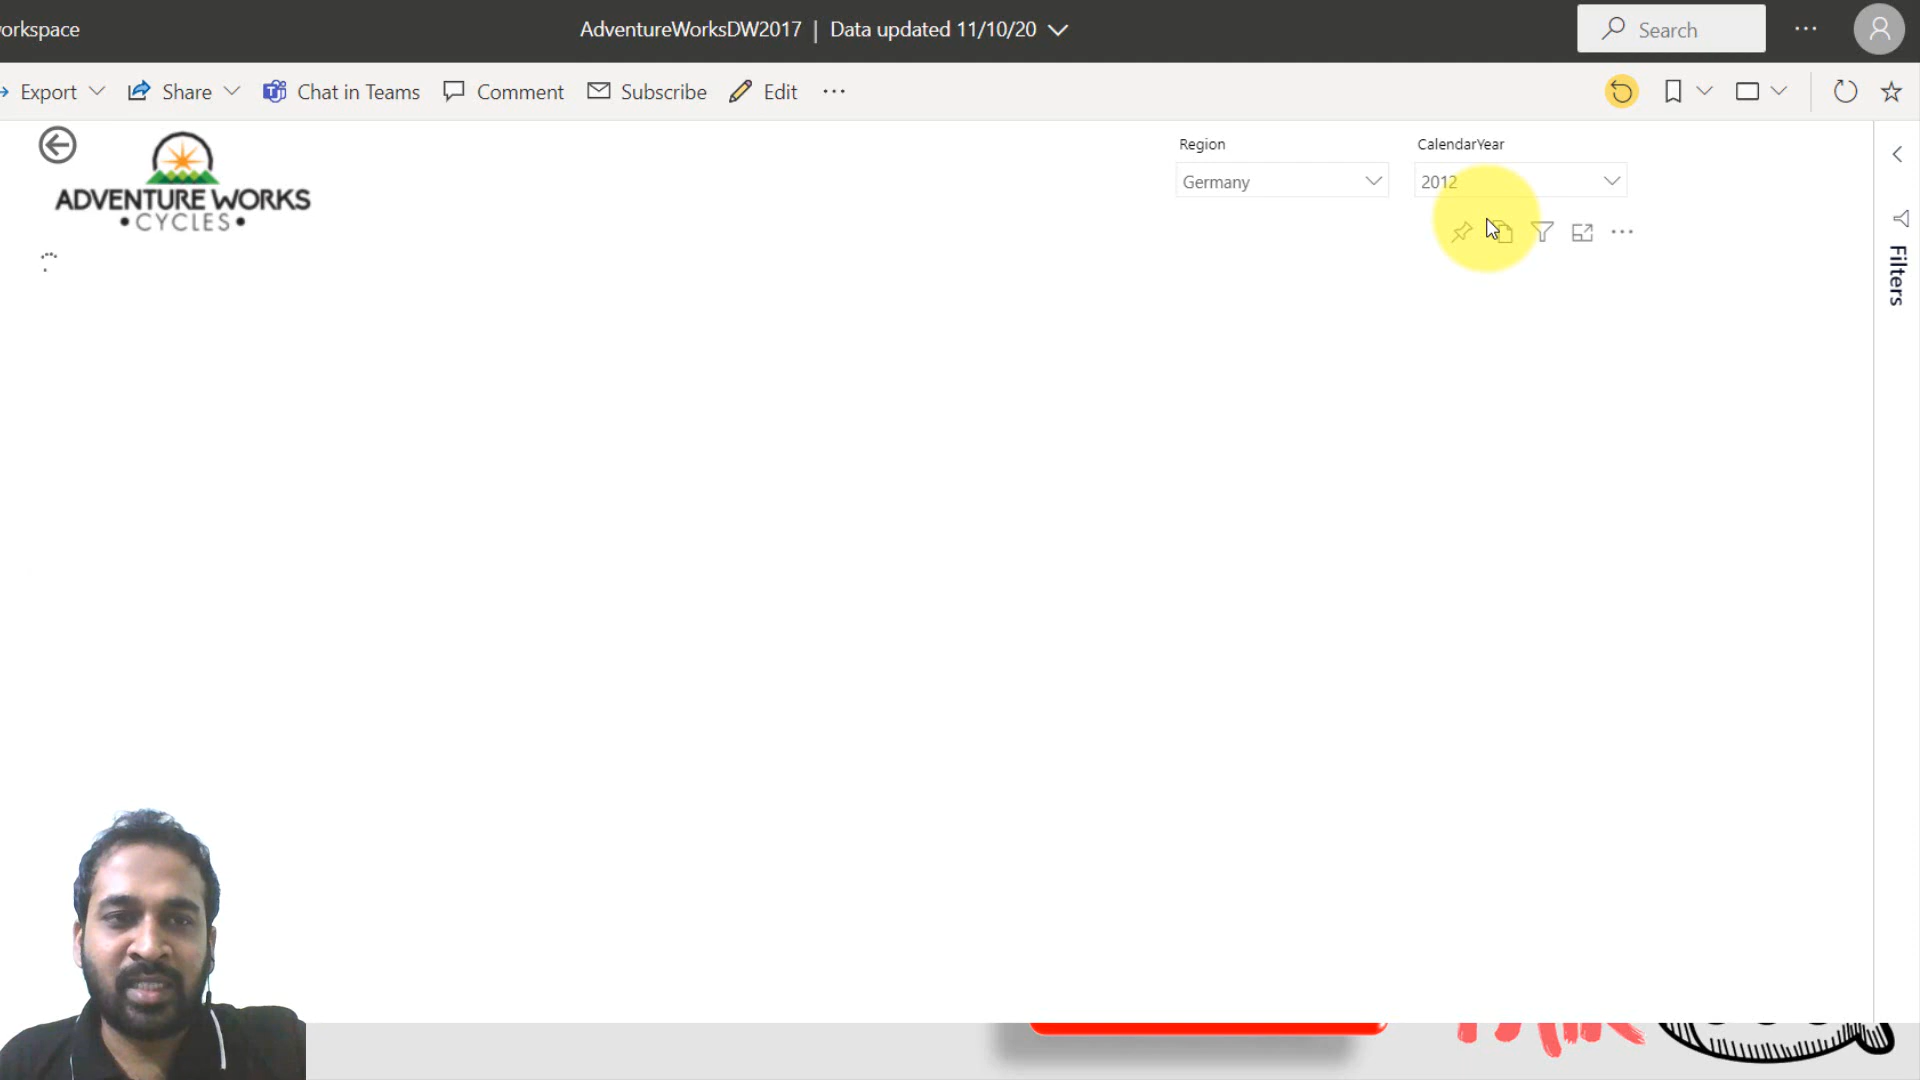 orkspace
AdventureWorksDW2017 | Data updated 11/10/20
Search
Export
Share
Chat in Teams
Comment
Subscribe
Edit
ADVENTURE WORKS
•CYCLES•
Region
CalendarYear
Germany
2012
Filters